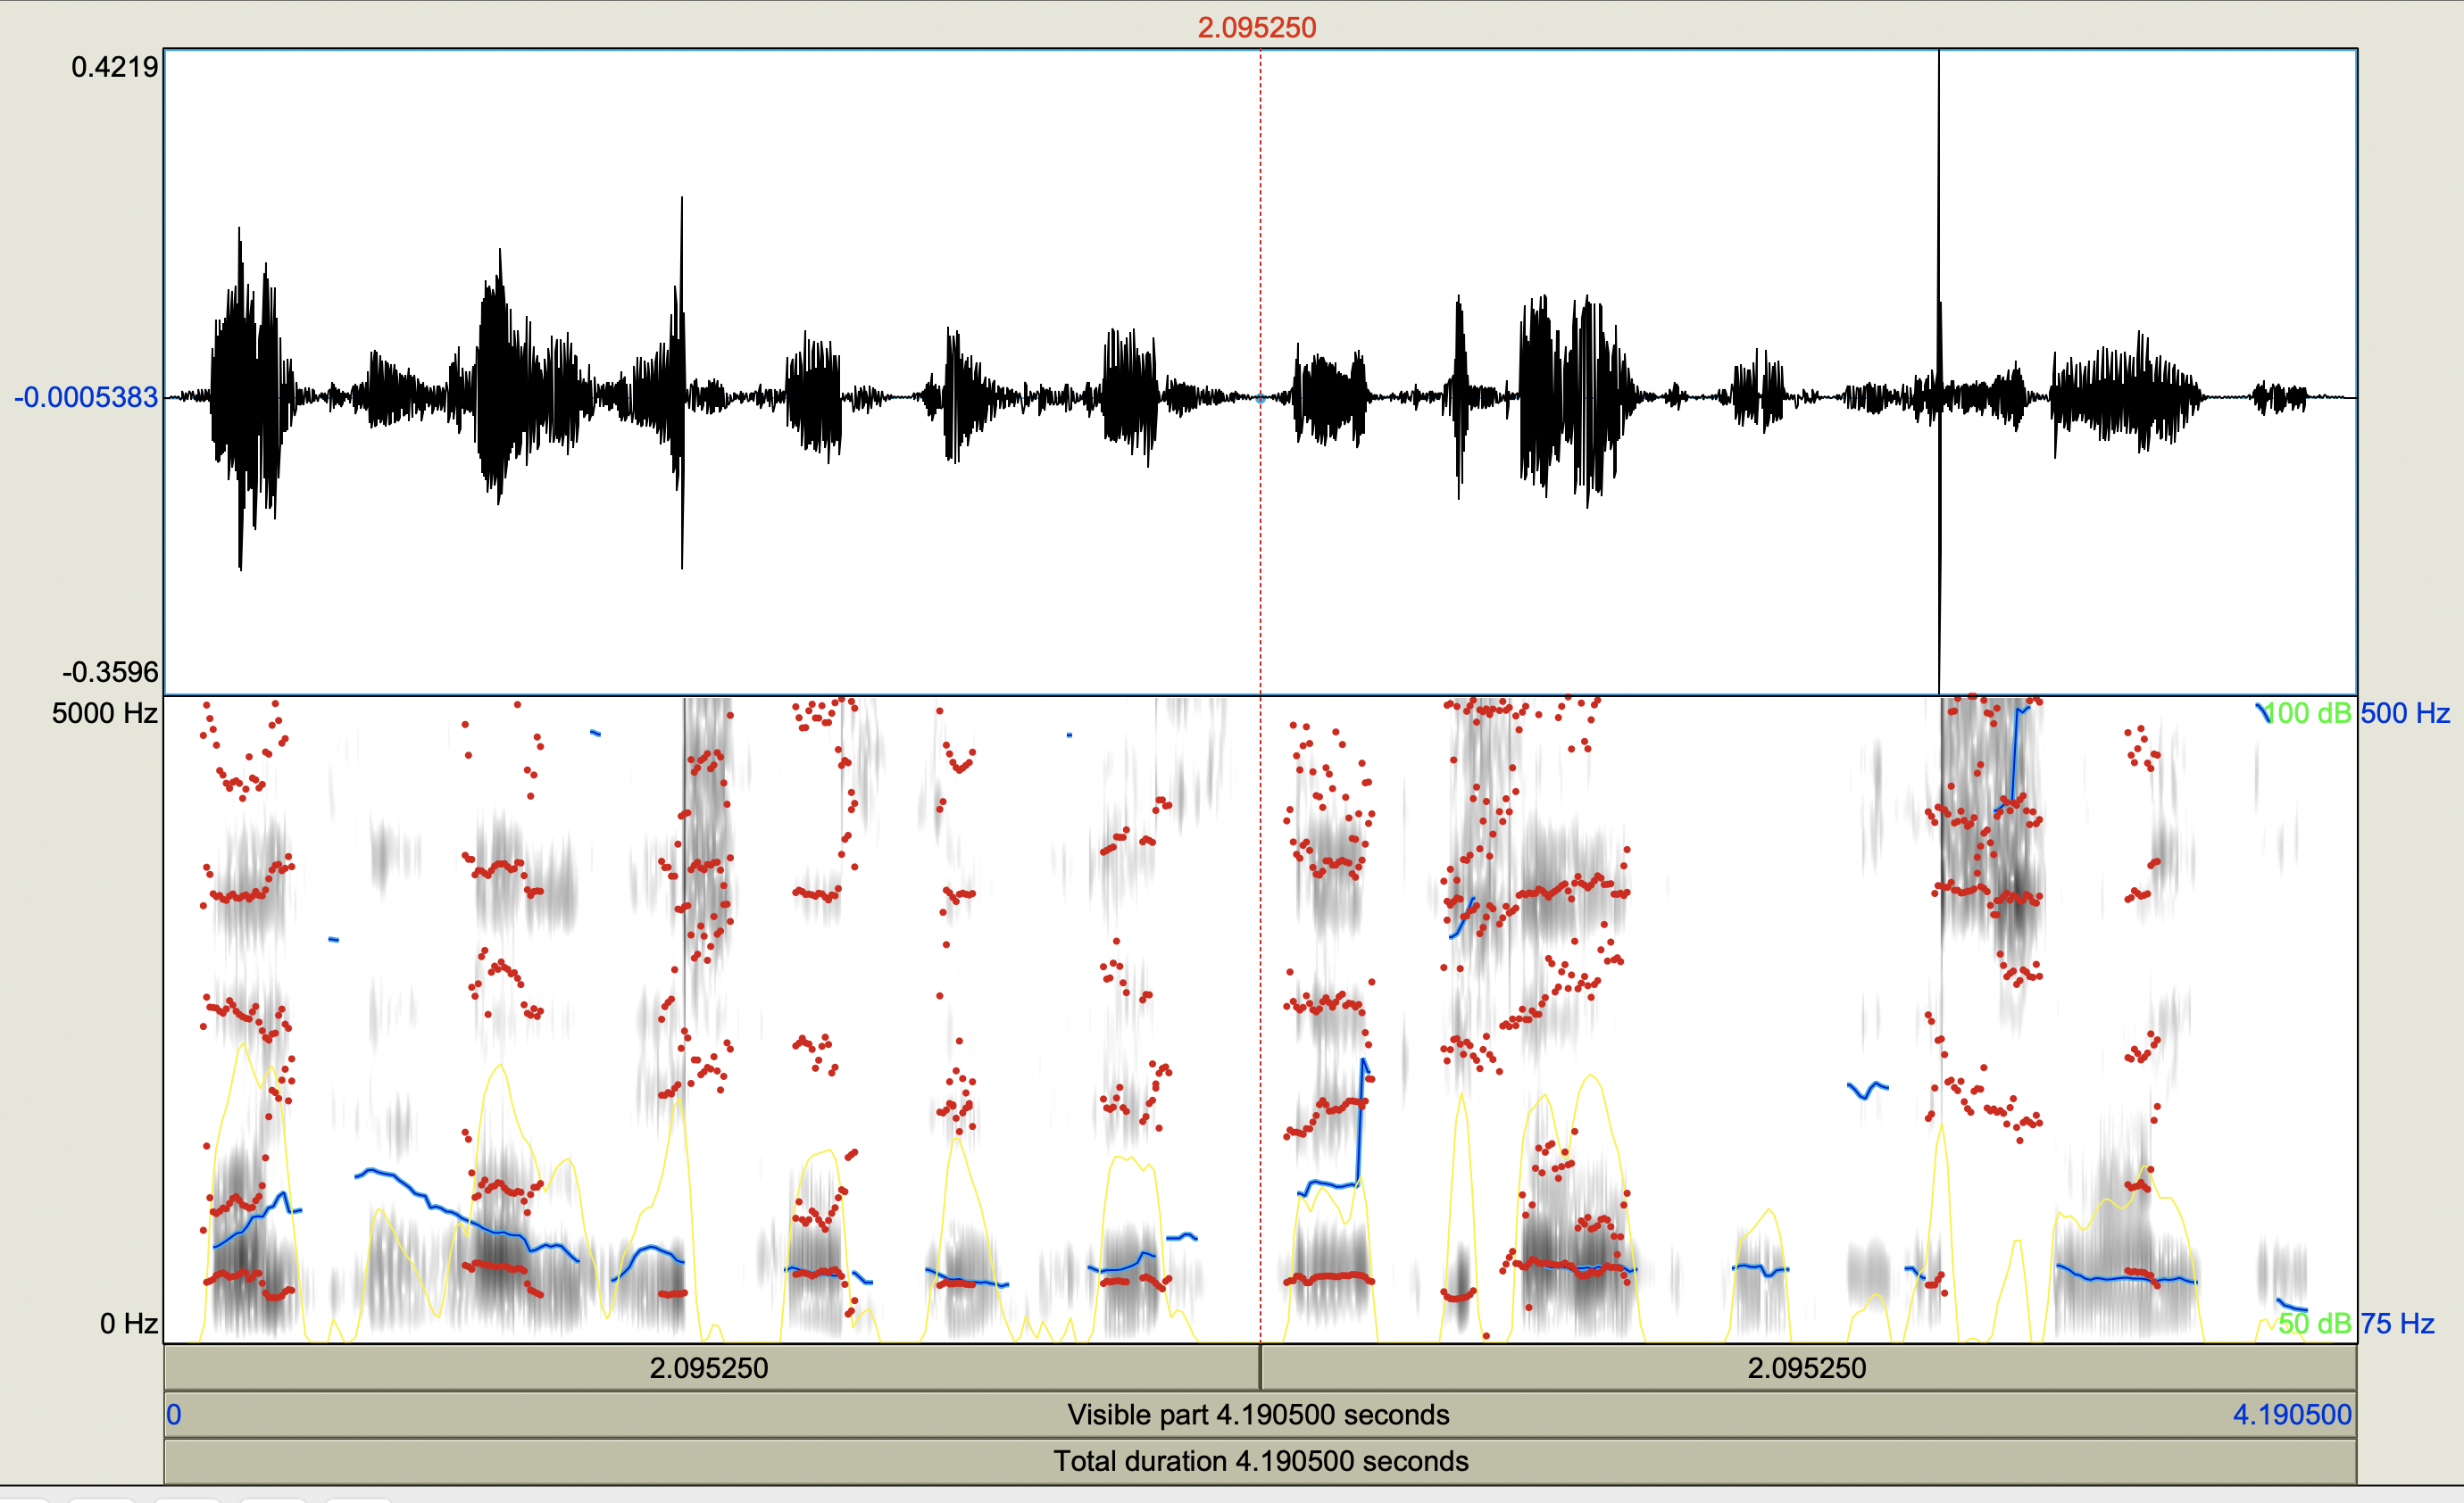 2.095250
0.4219
-0.0005383
-0.3596
5000 Hz
100 dB 500 Hz
0 Hz
50 dB 75 Hz
2.095250 2.095250
0 Visible part 4.190500 seconds 4.190500
Total duration 4.190500 seconds